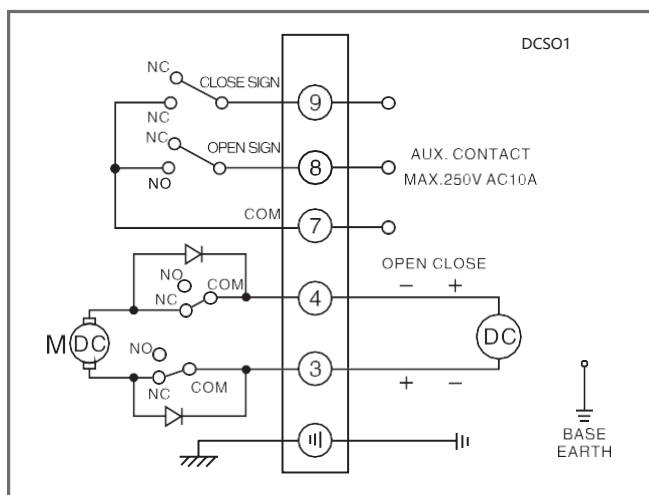 DCSO1
NC
CLOSE SIGN
9
NC
NC
OPEN SIGN
8
AUX. CONTACT
NO
MAX.250V AC10A
COM
7
OPEN CLOSE
NO
COM
4
− +
NC
M DC
DC
NO
3
NC
COM
+ −
BASE
EARTH